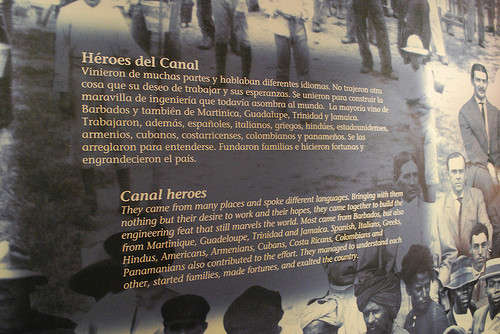 Héroes del Canal
Vinieron de muchas partes y hablaban diferentes idiomas. No trajeron otra
cosa que su deseo de trabajar y sus esperanzas. Se unieron para construir la
maravilla de ingeniería que todavía asombra al mundo. La mayoría vino de
Barbados y también de Martinica, Guadalupe, Trinidad y Jamaica.
Trabajaron, además, españoles, italianos, griegos, hindúes, estadounidenses,
armenios, cubanos, costarricenses, colombianos y panameños. Se las
arreglaron para entenderse. Fundaron familias e hicieron fortunas y
engrandecieron el país.
Canal heroes
They came from many places and spoke different languages. Bringing with them
nothing but their desire to work and their hopes, they came together to build the
engineering feat that still marvels the world. Most came from Barbados, but also
from Martinique, Guadeloupe, Trinidad and Jamaica. Spanish, Italians, Greeks,
Hindus, Americans, Armenians, Cubans, Costa Ricans, Colombians and
Panamanians also contributed to the effort. They managed to understand each
other, started families, made fortunes, and exalted the country.